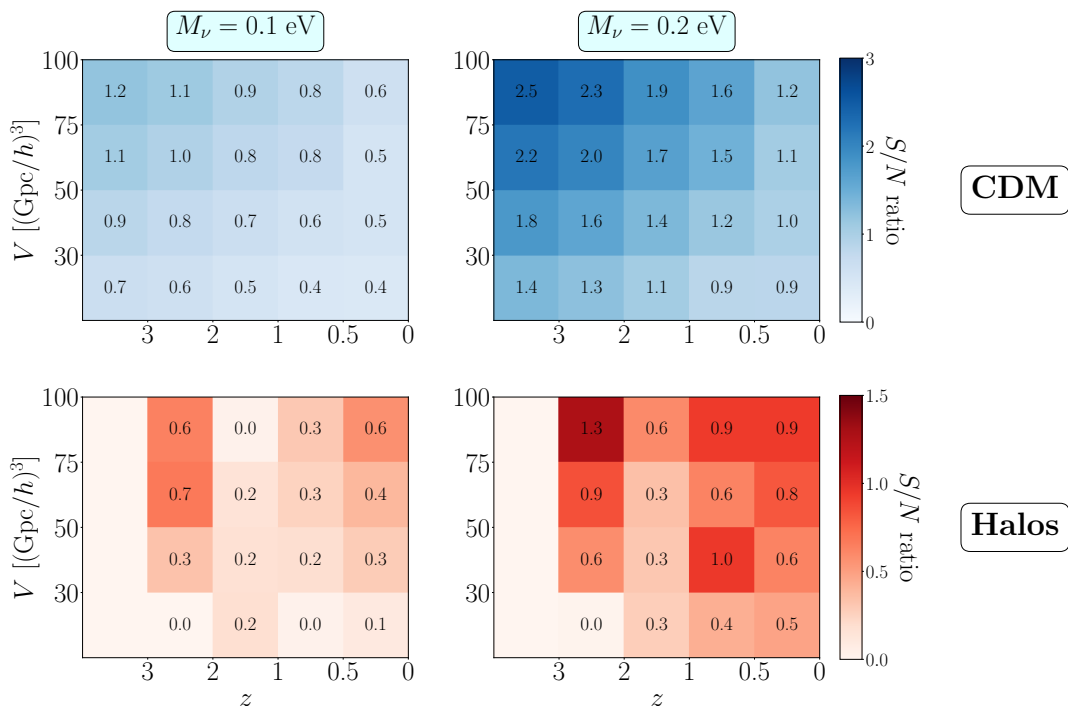 M_ν = 0.1 eV
M_ν = 0.2 eV
V [(Gpc/h)^3]
100
75
50
30
1.2 1.1 0.9 0.8 0.6
1.1 1.0 0.8 0.8 0.5
0.9 0.8 0.7 0.6 0.5
0.7 0.6 0.5 0.4 0.4
3 2 1 0.5 0
100
75
50
30
2.5 2.3 1.9 1.6 1.2
2.2 2.0 1.7 1.5 1.1
1.8 1.6 1.4 1.2 1.0
1.4 1.3 1.1 0.9 0.9
3 2 1 0.5 0
3
2
1
0
S/N ratio
CDM
V [(Gpc/h)^3]
100
75
50
30
0.6 0.0 0.3 0.6
0.7 0.2 0.3 0.4
0.3 0.2 0.2 0.3
0.0 0.2 0.0 0.1
3 2 1 0.5 0
z
100
75
50
30
1.3 0.6 0.9 0.9
0.9 0.3 0.6 0.8
0.6 0.3 1.0 0.6
0.0 0.3 0.4 0.5
3 2 1 0.5 0
z
1.5
1.0
0.5
0.0
S/N ratio
Halos